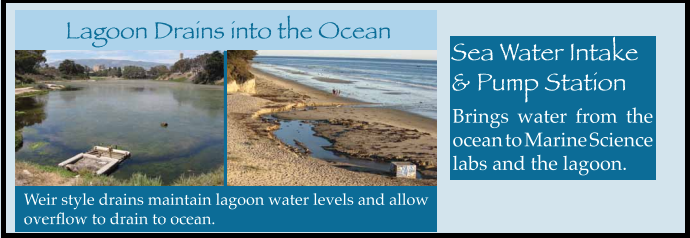 Lagoon Drains into the Ocean
Weir style drains maintain lagoon water levels and allow
overflow to drain to ocean.
Sea Water Intake
& Pump Station
Brings water from the
ocean to Marine Science
labs and the lagoon.